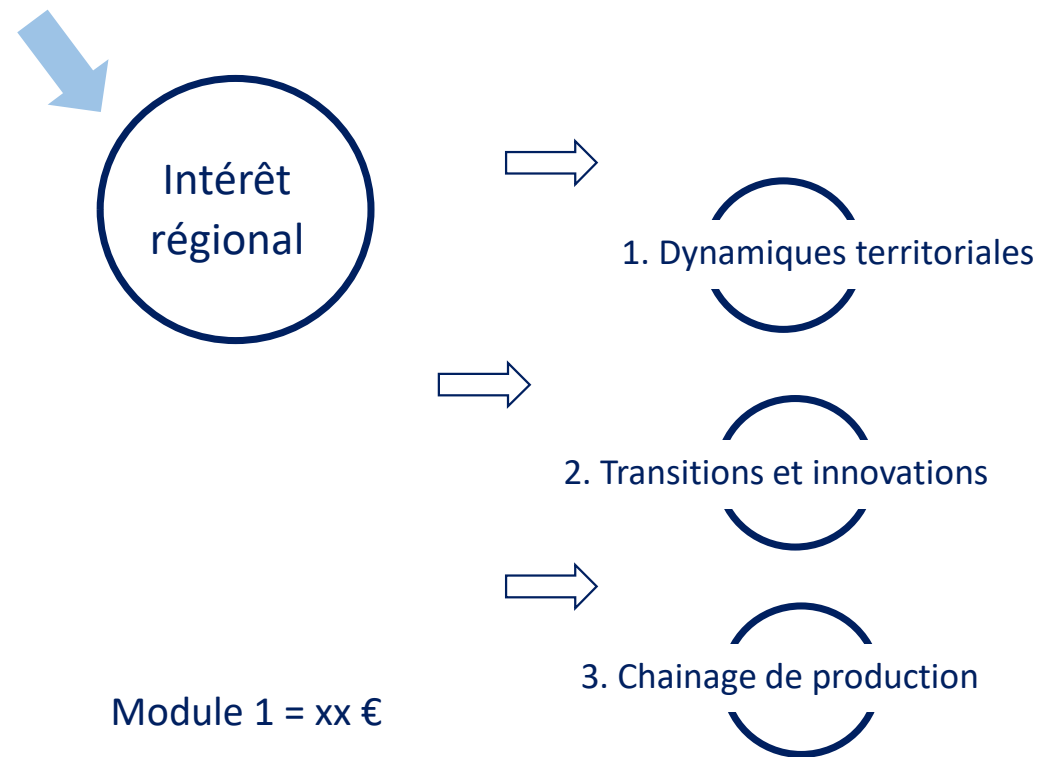 Intérêt
régional
1. Dynamiques territoriales
2. Transitions et innovations
3. Chainage de production
Module 1 = xx €